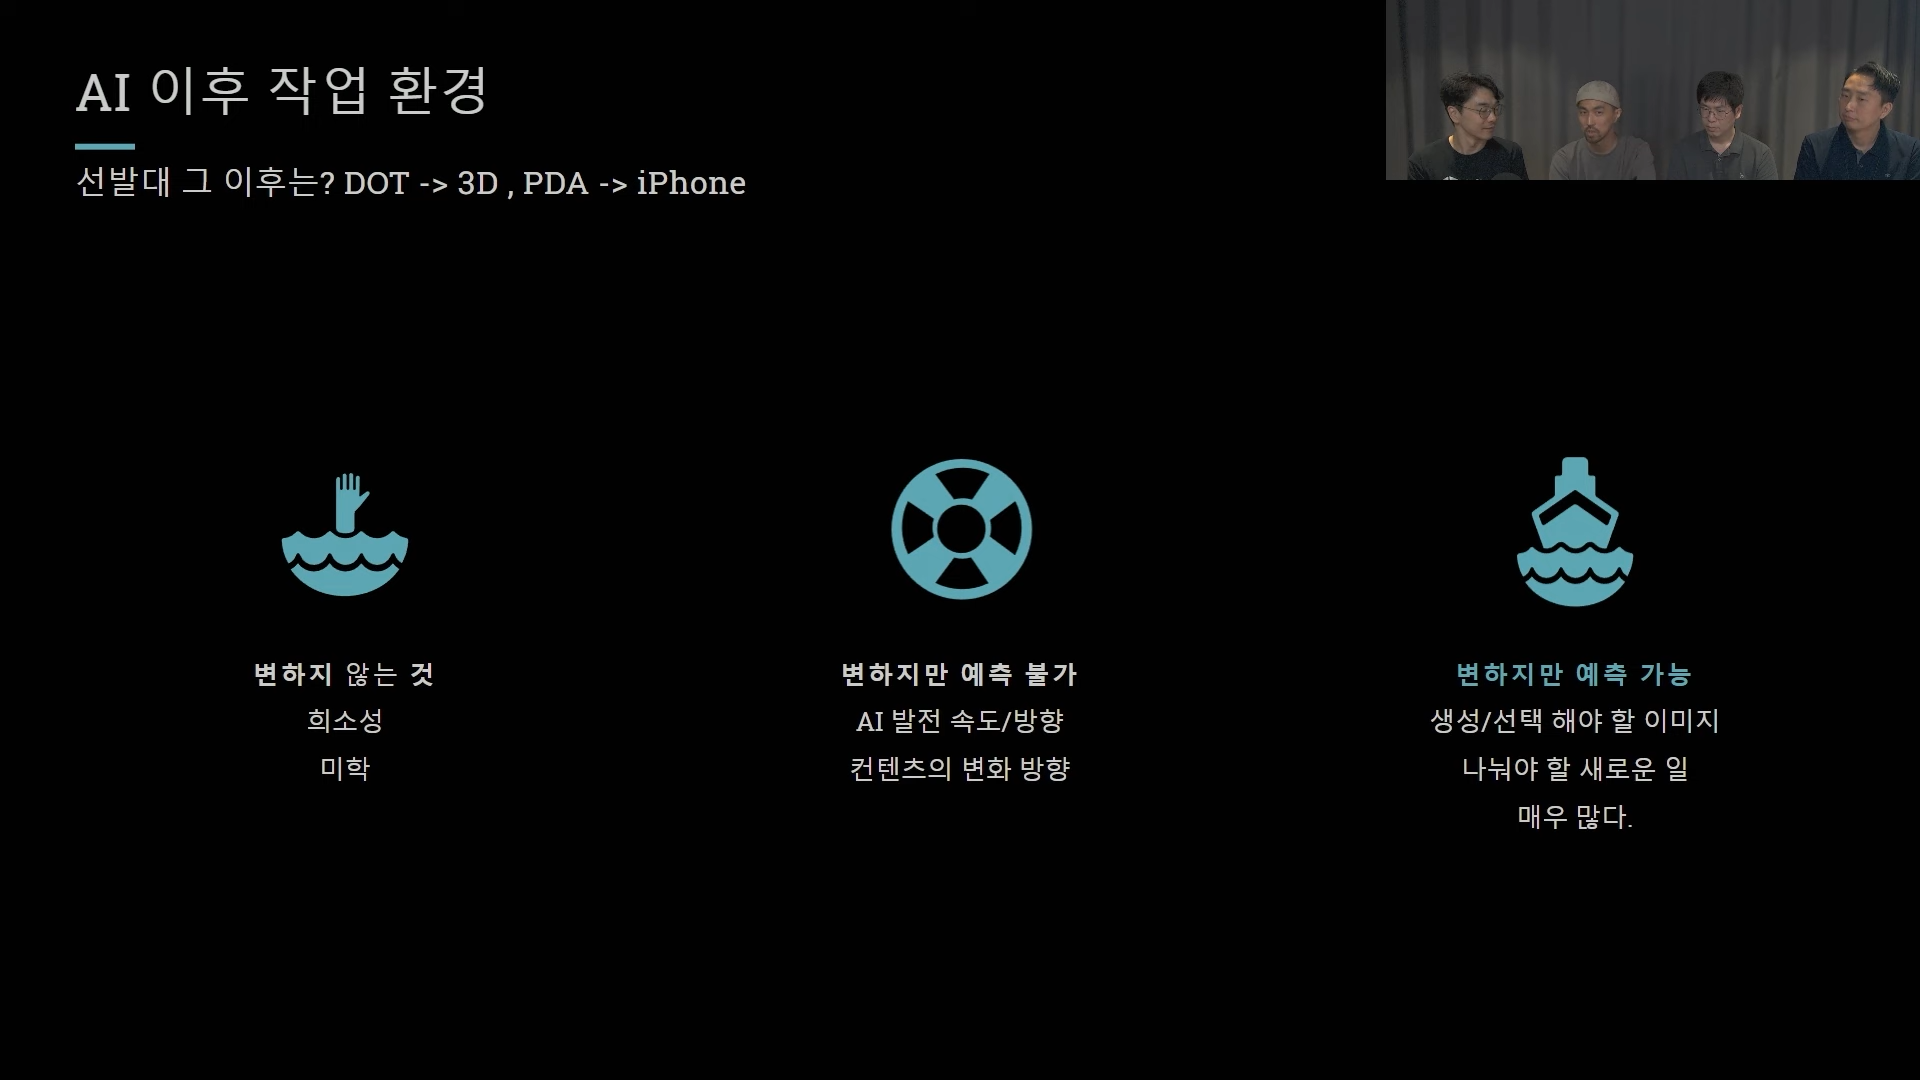 AI 이후 작업 환경
선발대 그 이후는? DOT -> 3D , PDA -> iPhone
변하지 않는 것
희소성
미학
변하지만 예측 불가
AI 발전 속도/방향
컨텐츠의 변화 방향
변하지만 예측 가능
생성/선택 해야 할 이미지
나눠야 할 새로운 일
매우 많다.